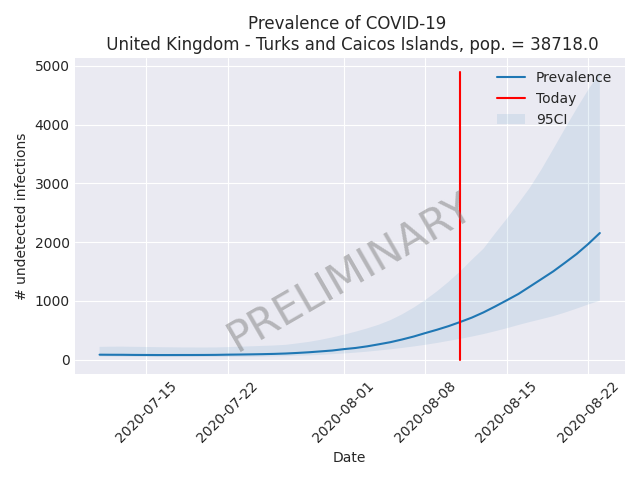 Prevalence of COVID-19
United Kingdom - Turks and Caicos Islands, pop. = 38718.0
Prevalence
Today
95CI
PRELIMINARY
# undetected infections
5000
4000
3000
2000
1000
0
2020-07-15
2020-07-22
2020-08-01
2020-08-08
2020-08-15
2020-08-22
Date